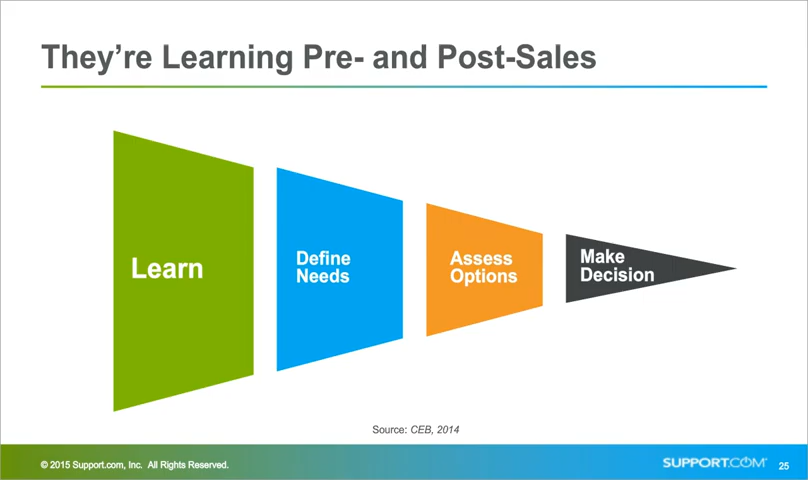 They’re Learning Pre- and Post-Sales
Learn
Define
Needs
Assess
Options
Make
Decision
Source: CEB, 2014
© 2015 Support.com, Inc. All Rights Reserved.
SUPPORT.COM
25